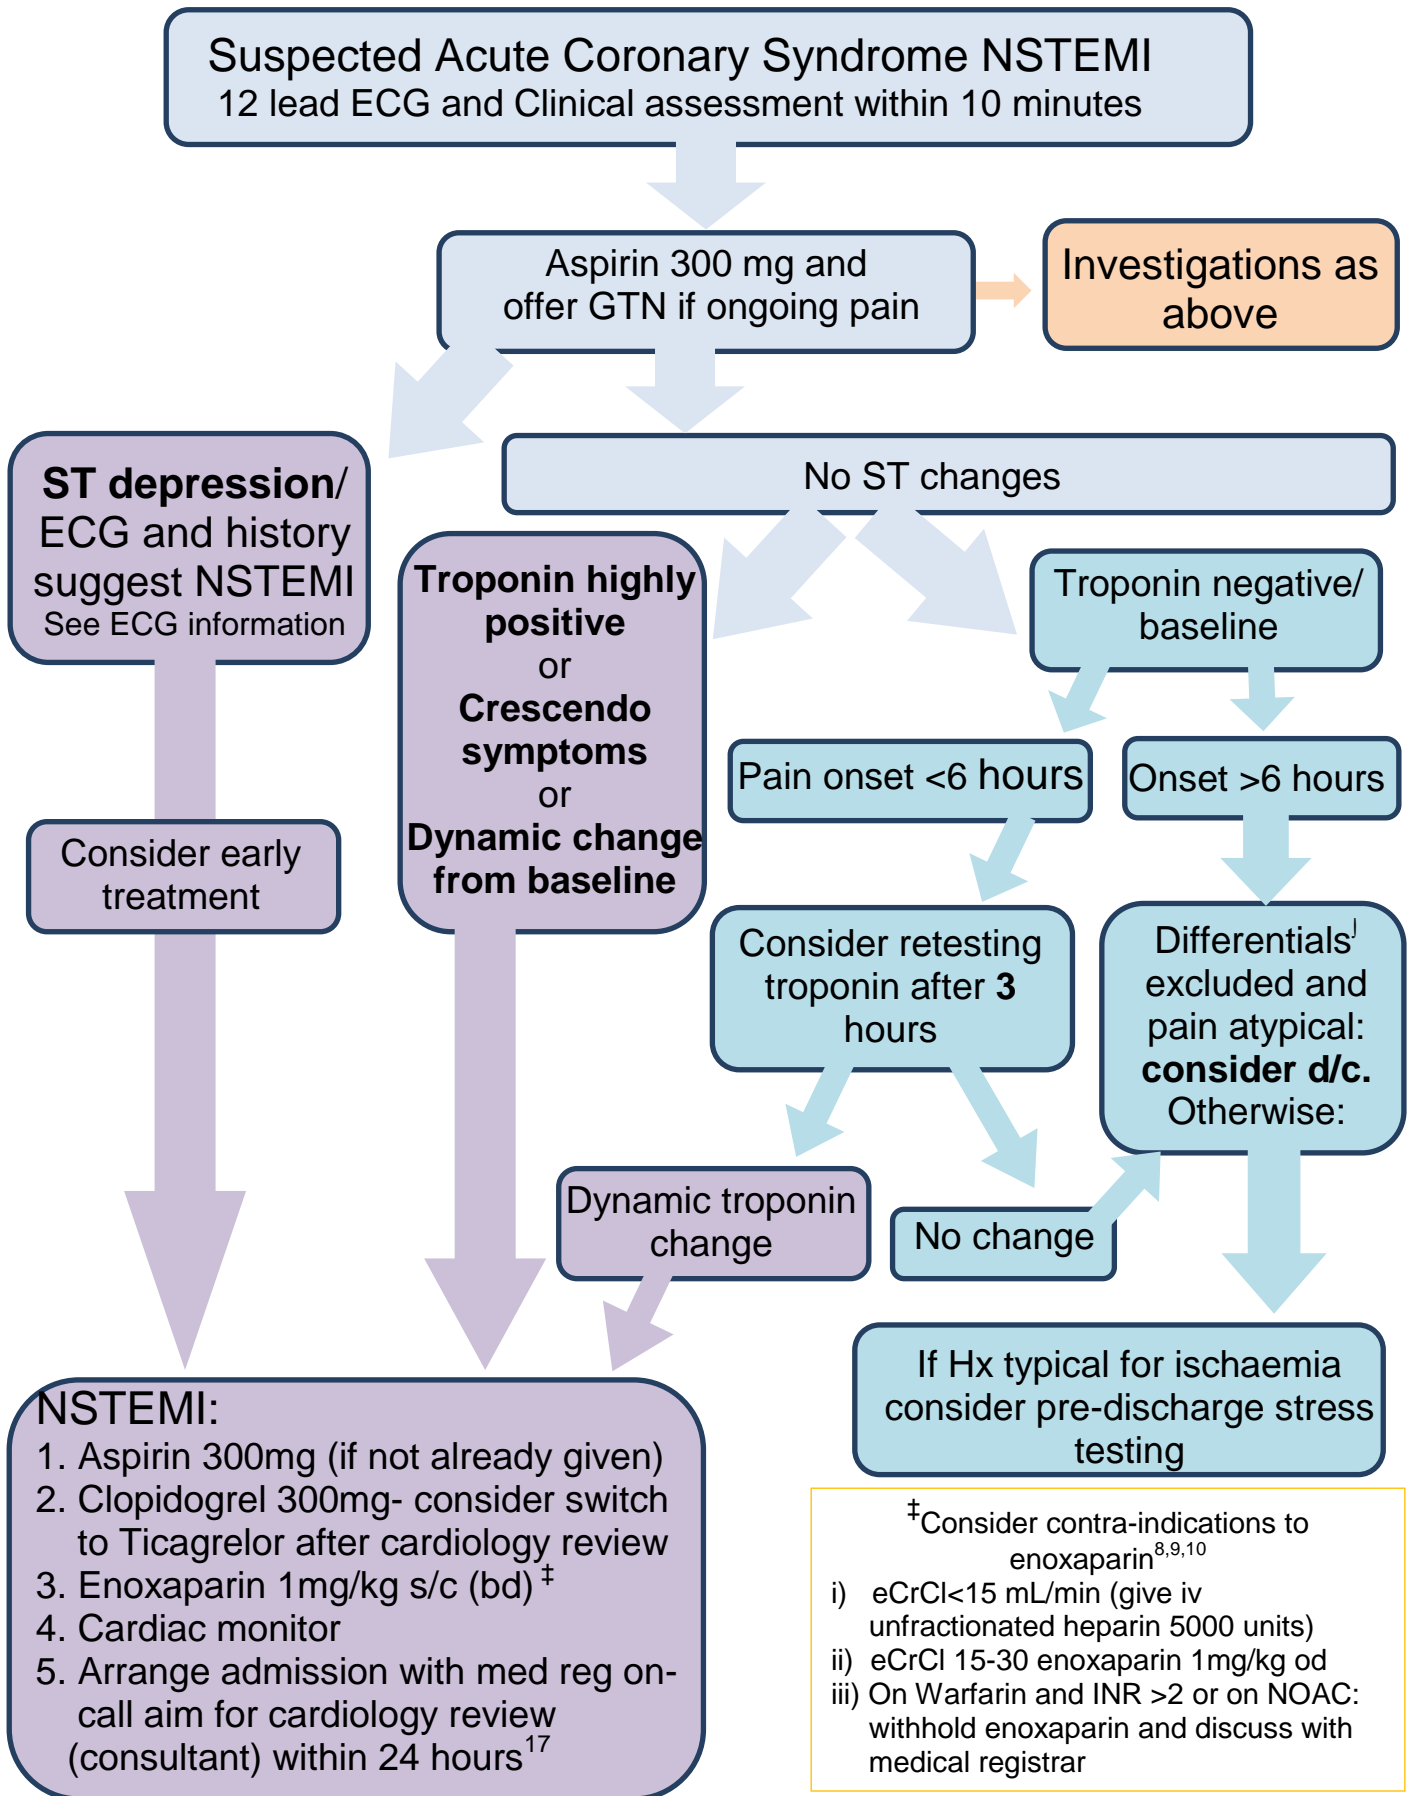 Suspected Acute Coronary Syndrome NSTEMI
12 lead ECG and Clinical assessment within 10 minutes
Aspirin 300 mg and
offer GTN if ongoing pain
Investigations as
above
ST depression/
ECG and history
suggest NSTEMI
See ECG information
No ST changes
Troponin highly
positive
or
Crescendo
symptoms
or
Dynamic change
from baseline
Troponin negative/
baseline
Pain onset <6 hours
Onset >6 hours
Consider early
treatment
Consider retesting
troponin after 3
hours
Differentials
excluded and
pain atypical:
consider d/c.
Otherwise:
Dynamic troponin
change
No change
If Hx typical for ischaemia
consider pre-discharge stress
testing
NSTEMI:
1. Aspirin 300mg (if not already given)
2. Clopidogrel 300mg- consider switch
to Ticagrelor after cardiology review
3. Enoxaparin 1mg/kg s/c (bd) ‡
4. Cardiac monitor
5. Arrange admission with med reg on-
call aim for cardiology review
(consultant) within 24 hours17
‡Consider contra-indications to
enoxaparin8,9,10
i) eCrCl<15 mL/min (give iv
unfractionated heparin 5000 units)
ii) eCrCl 15-30 enoxaparin 1mg/kg od
iii) On Warfarin and INR >2 or on NOAC:
withhold enoxaparin and discuss with
medical registrar